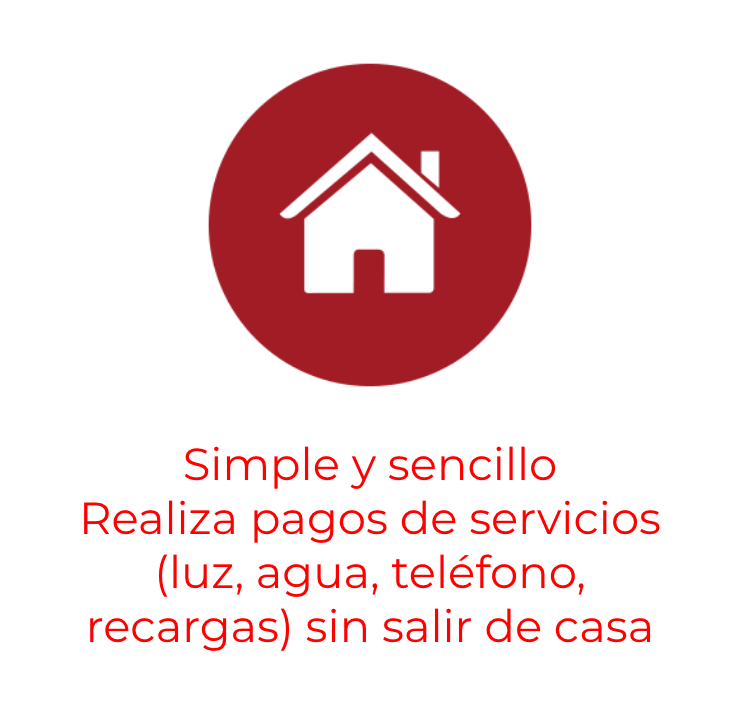 Simple y sencillo
Realiza pagos de servicios
(luz, agua, teléfono,
recargas) sin salir de casa